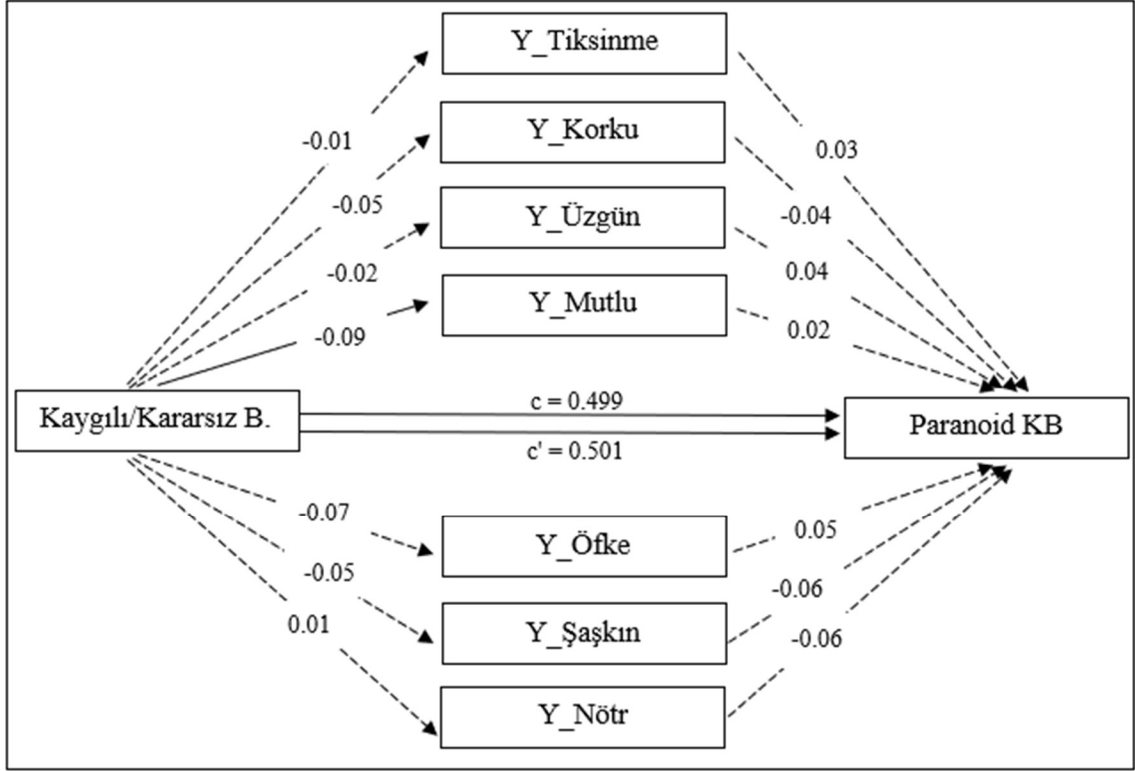 Y_Tiksinme
-0.01
0.03
Y_Korku
-0.05
-0.04
Y_Üzgün
-0.02
0.04
Y_Mutlu
-0.09
0.02
Kaygılı/Kararsız B.
c = 0.499
c' = 0.501
Paranoid KB
-0.07
Y_Öfke
0.05
-0.05
Y_Şaşkın
-0.06
0.01
Y_Nötr
-0.06